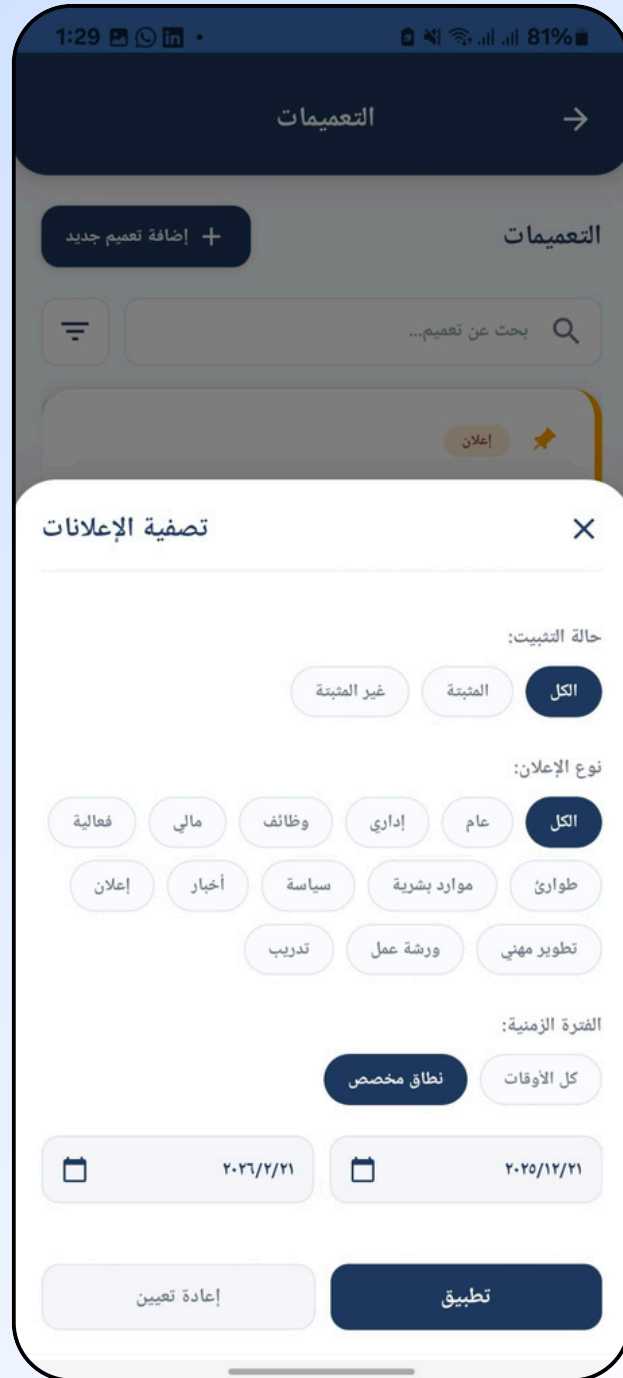 1:29 in 81%
التعميمات
التعميمات
+ إضافة تعميم جديد
بحث عن تعميم...
إعلان
تصفية الإعلانات
حالة التثبيت:
الكل المثبتة غير المثبتة
نوع الإعلان:
الكل عام إداري وظائف مالي فعالية
طوارئ موارد بشرية سياسة أخبار إعلان
تطوير مهني ورشة عمل تدريب
الفترة الزمنية:
كل الأوقات نطاق مخصص
٢٠٢٥/١٢/٢١ ٢٠٢٦/٢/٢١
تطبيق إعادة تعيين